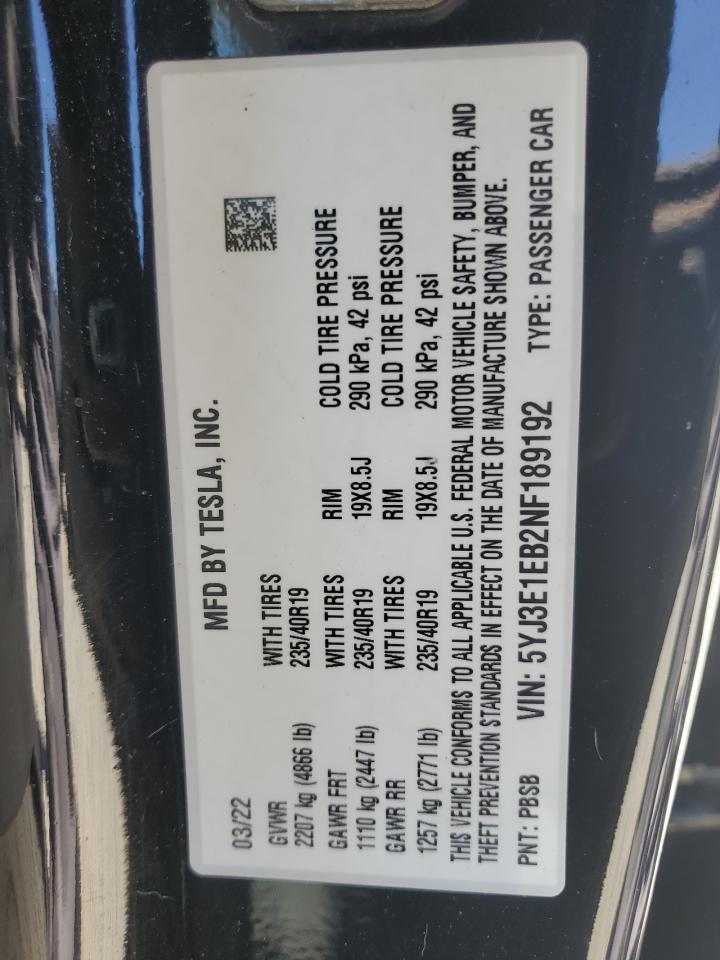 MFD BY TESLA, INC.
03/22
GVWR WITH TIRES
2207 kg (4866 lb) 235/40R19
GAWR FRT WITH TIRES RIM COLD TIRE PRESSURE
1110 kg (2447 lb) 235/40R19 19X8.5J 290 kPa, 42 psi
GAWR RR WITH TIRES RIM COLD TIRE PRESSURE
1257 kg (2771 lb) 235/40R19 19X8.5J 290 kPa, 42 psi
THIS VEHICLE CONFORMS TO ALL APPLICABLE U.S. FEDERAL MOTOR VEHICLE SAFETY, BUMPER, AND
THEFT PREVENTION STANDARDS IN EFFECT ON THE DATE OF MANUFACTURE SHOWN ABOVE.
PNT: PBSB VIN: 5YJ3E1EB2NF189192 TYPE: PASSENGER CAR